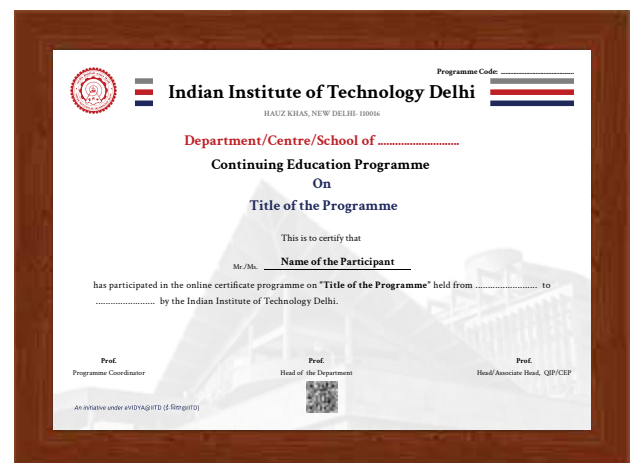 Programme Code: ........................................
Indian Institute of Technology Delhi
HAUZ KHAS, NEW DELHI- 110016
Department/Centre/School of ............................
Continuing Education Programme
On
Title of the Programme
This is to certify that
Mr./Ms. Name of the Participant
has participated in the online certificate programme on "Title of the Programme" held from ......................... to
........................ by the Indian Institute of Technology Delhi.
Prof. Prof. Prof.
Programme Coordinator Head of the Department Head/Associate Head, QIP/CEP
An initiative under eVIDYA@IITD